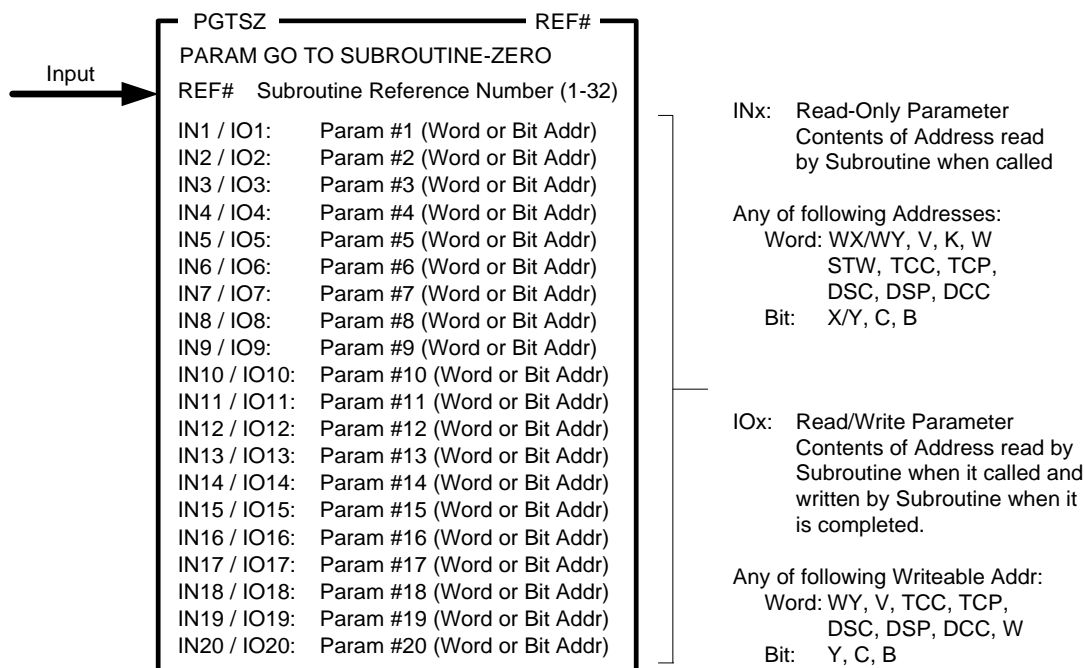 PGTSZ REF#
PARAM GO TO SUBROUTINE-ZERO
Input
REF# Subroutine Reference Number (1-32)
IN1 / IO1: Param #1 (Word or Bit Addr)
IN2 / IO2: Param #2 (Word or Bit Addr)
IN3 / IO3: Param #3 (Word or Bit Addr)
IN4 / IO4: Param #4 (Word or Bit Addr)
IN5 / IO5: Param #5 (Word or Bit Addr)
IN6 / IO6: Param #6 (Word or Bit Addr)
IN7 / IO7: Param #7 (Word or Bit Addr)
IN8 / IO8: Param #8 (Word or Bit Addr)
IN9 / IO9: Param #9 (Word or Bit Addr)
IN10 / IO10: Param #10 (Word or Bit Addr)
IN11 / IO11: Param #11 (Word or Bit Addr)
IN12 / IO12: Param #12 (Word or Bit Addr)
IN13 / IO13: Param #13 (Word or Bit Addr)
IN14 / IO14: Param #14 (Word or Bit Addr)
IN15 / IO15: Param #15 (Word or Bit Addr)
IN16 / IO16: Param #16 (Word or Bit Addr)
IN17 / IO17: Param #17 (Word or Bit Addr)
IN18 / IO18: Param #18 (Word or Bit Addr)
IN19 / IO19: Param #19 (Word or Bit Addr)
IN20 / IO20: Param #20 (Word or Bit Addr)
INx: Read-Only Parameter
Contents of Address read
by Subroutine when called
Any of following Addresses:
Word: WX/WY, V, K, W
STW, TCC, TCP,
DSC, DSP, DCC
Bit: X/Y, C, B
IOx: Read/Write Parameter
Contents of Address read by
Subroutine when it called and
written by Subroutine when it
is completed.
Any of following Writeable Addr:
Word: WY, V, TCC, TCP,
DSC, DSP, DCC, W
Bit: Y, C, B